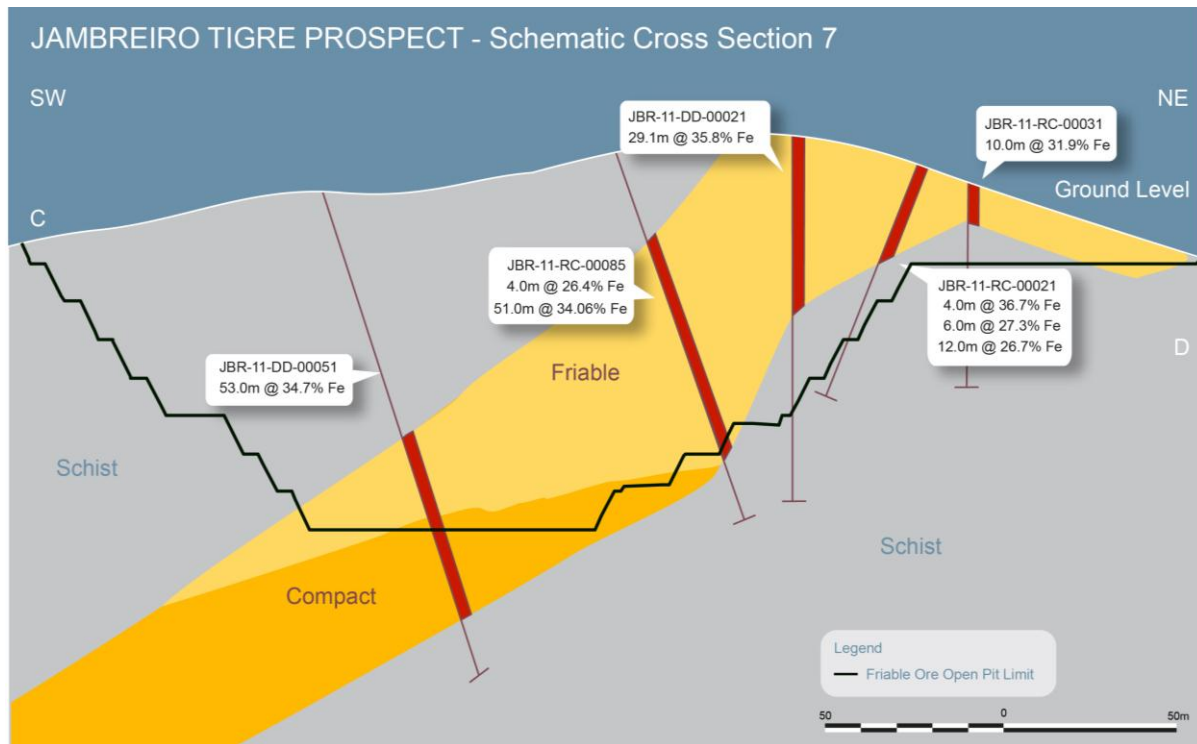 JAMBREIRO TIGRE PROSPECT - Schematic Cross Section 7
SW
NE
JBR-11-DD-00021
29.1m @ 35.8% Fe
JBR-11-RC-00031
10.0m @ 31.9% Fe
Ground Level
C
JBR-11-RC-00085
4.0m @ 26.4% Fe
51.0m @ 34.06% Fe
JBR-11-RC-00021
4.0m @ 36.7% Fe
6.0m @ 27.3% Fe
12.0m @ 26.7% Fe
D
JBR-11-DD-00051
53.0m @ 34.7% Fe
Friable
Schist
Schist
Compact
Legend
Friable Ore Open Pit Limit
50 0 50m